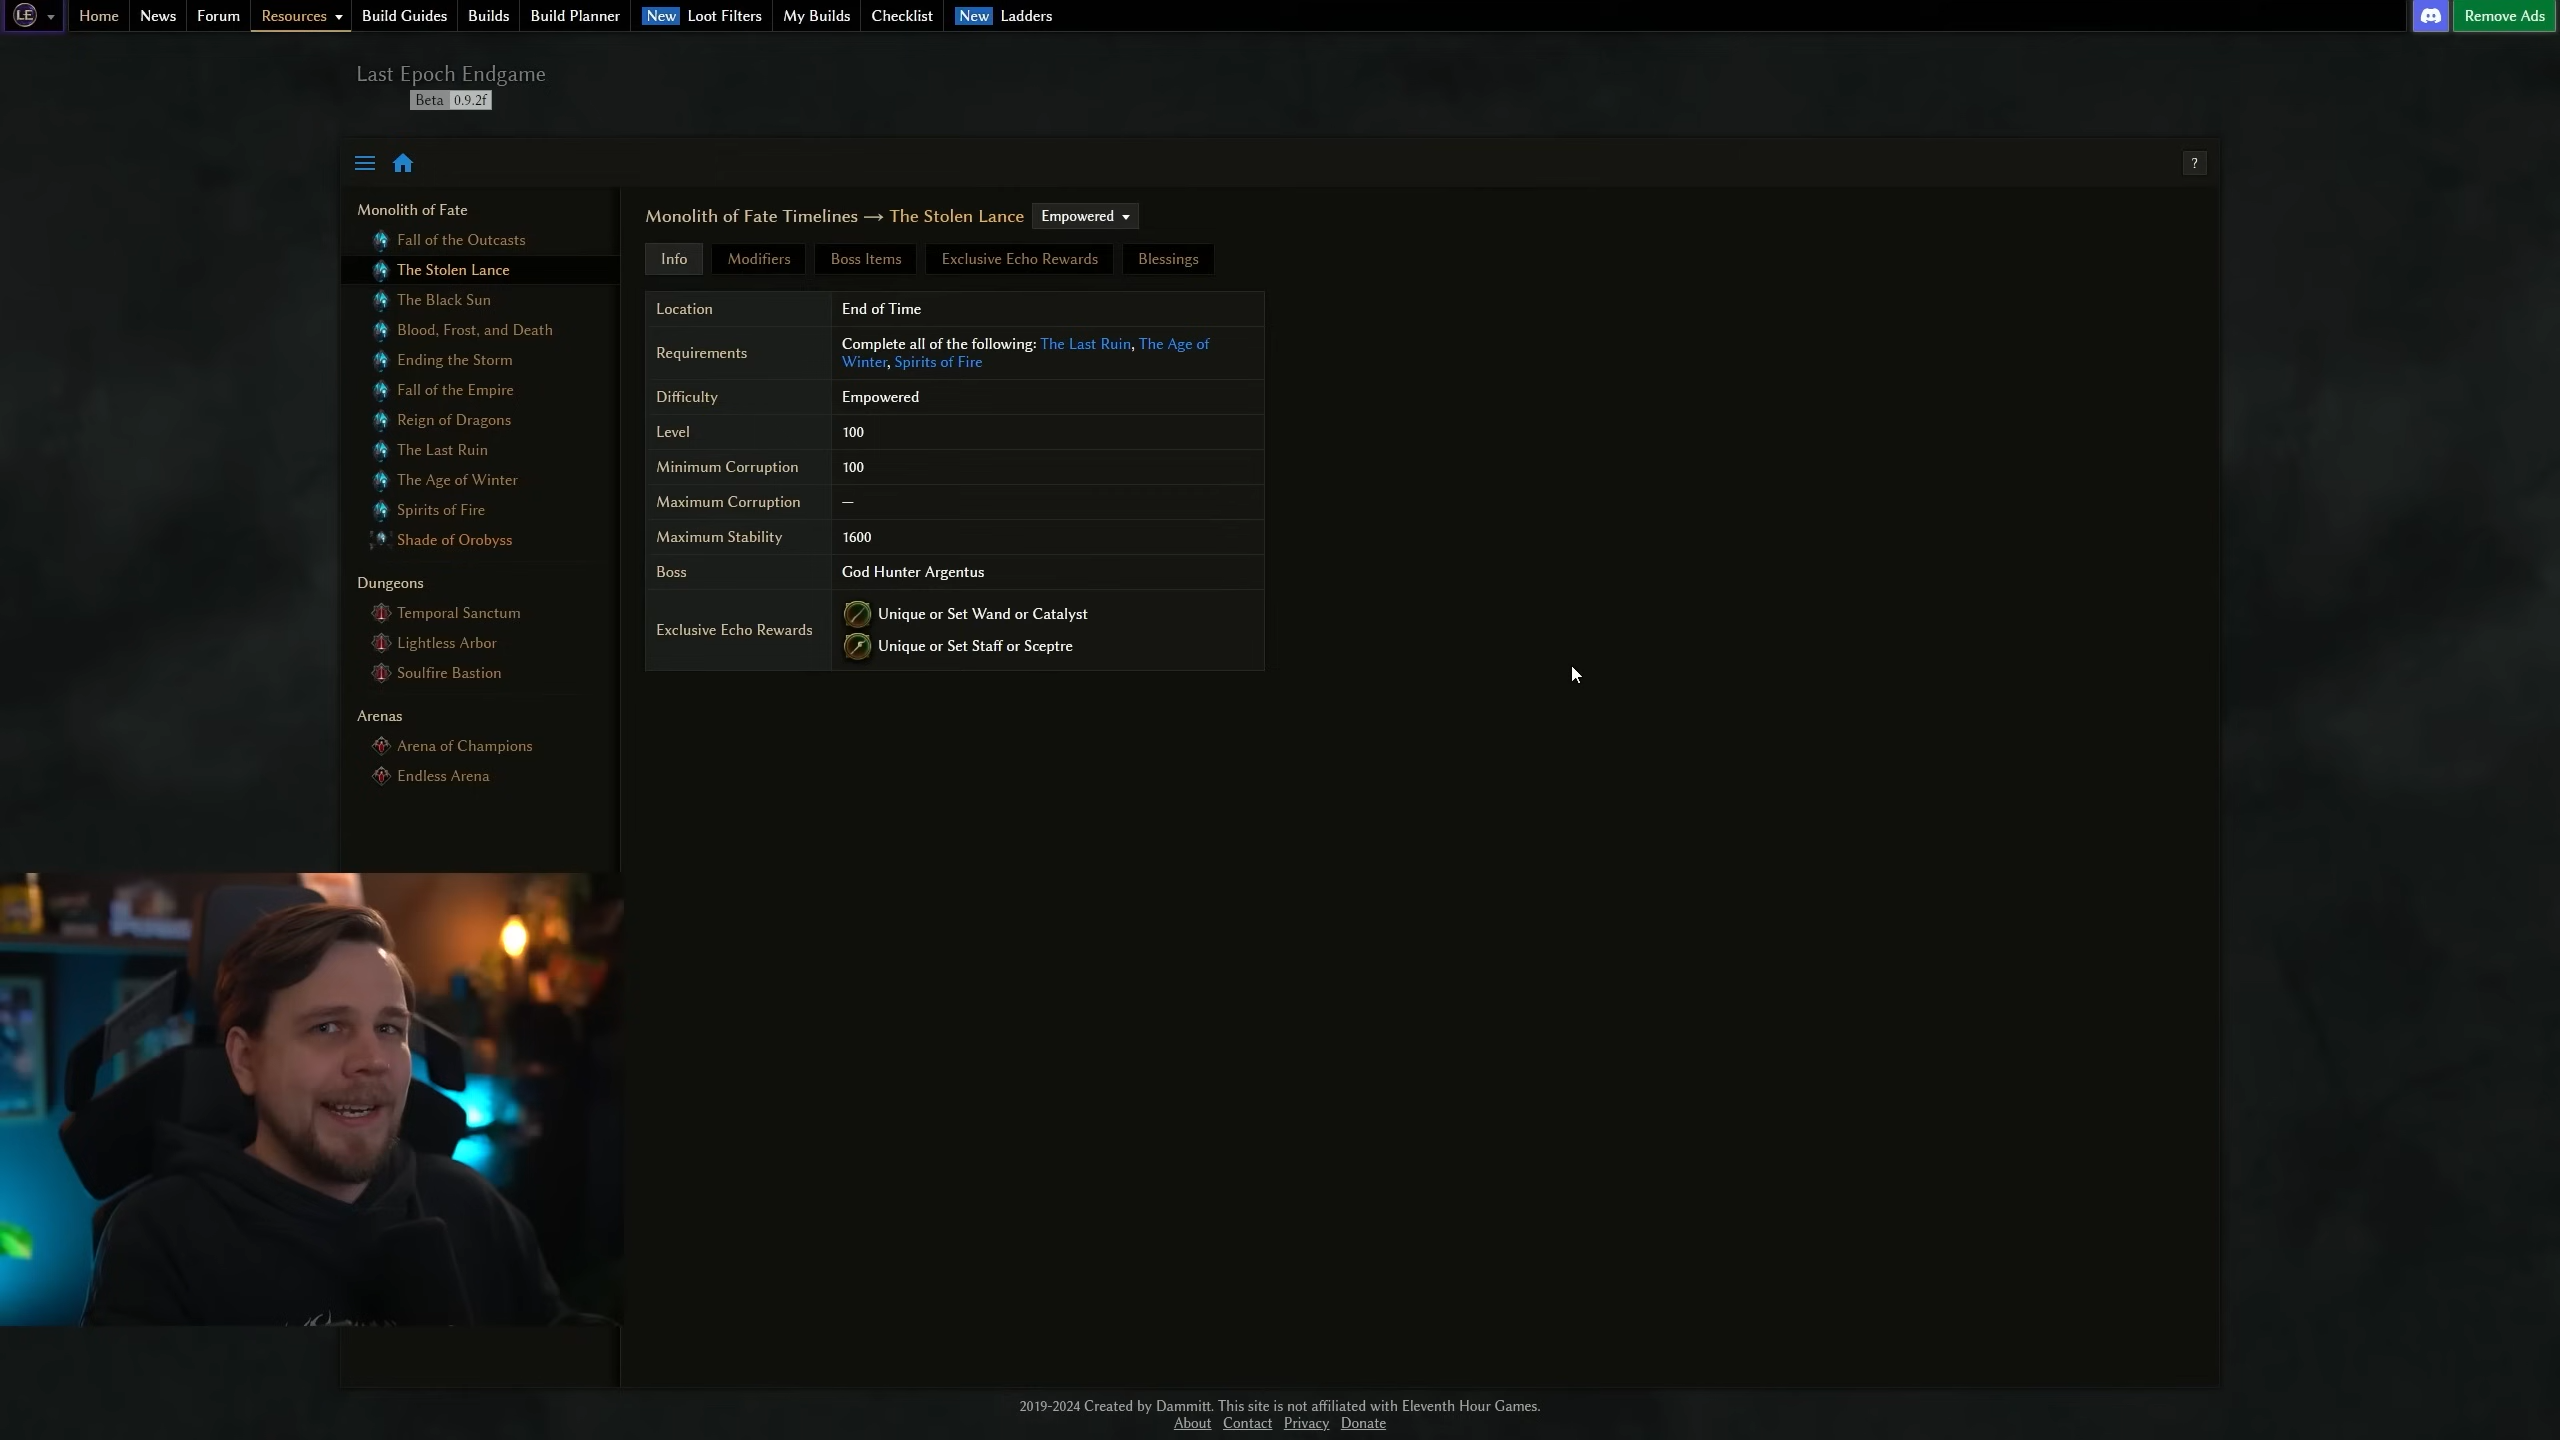 LE Home News Forum Resources Build Guides Builds Build Planner New Loot Filters My Builds Checklist New Ladders Remove Ads
Last Epoch Endgame
Beta 0.9.2f
?
Monolith of Fate
Fall of the Outcasts
The Stolen Lance
The Black Sun
Blood, Frost, and Death
Ending the Storm
Fall of the Empire
Reign of Dragons
The Last Ruin
The Age of Winter
Spirits of Fire
Shade of Orobyss
Dungeons
Temporal Sanctum
Lightless Arbor
Soulfire Bastion
Arenas
Arena of Champions
Endless Arena
Monolith of Fate Timelines → The Stolen Lance Empowered
Info Modifiers Boss Items Exclusive Echo Rewards Blessings
Location End of Time
Requirements Complete all of the following: The Last Ruin, The Age of
Winter, Spirits of Fire
Difficulty Empowered
Level 100
Minimum Corruption 100
Maximum Corruption —
Maximum Stability 1600
Boss God Hunter Argentus
Exclusive Echo Rewards Unique or Set Wand or Catalyst
Unique or Set Staff or Sceptre
2019-2024 Created by Dammitt. This site is not affiliated with Eleventh Hour Games.
About Contact Privacy Donate